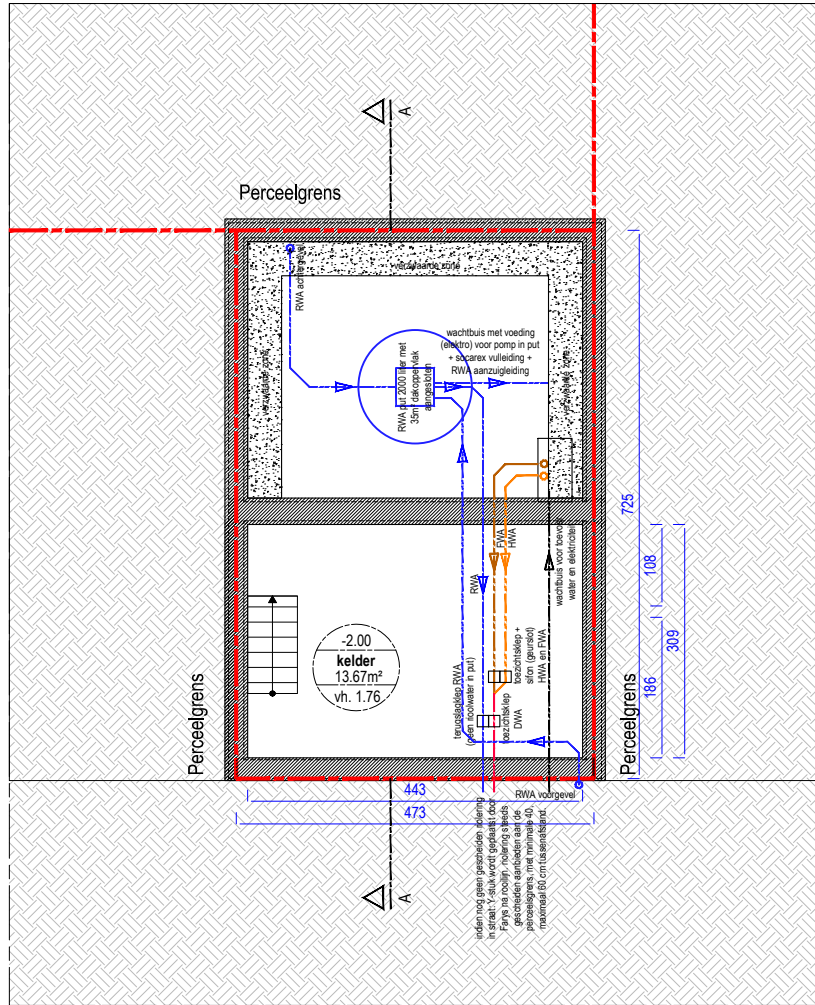 A
Perceelgrens
verzwaarde zone
RWA achtergevel
verzwaarde zone
wachtbuis met voeding
(elektro) voor pomp in put
+ socarex vulleiding +
RWA aanzuigleiding
RWA put 2000 liter met
35m² dakoppervlak
aangesloten
verzwaarde zone
725
FWA
HWA
RWA
wachtbuis voor toevoer
water en elektriciteit
108
309
186
-2.00
kelder
13.67m²
vh. 1.76
terugslagklep RWA
(geen rioolwater in put)
toezichtsklep +
sifon (geurslot)
HWA en FWA
toezichtsklep
DWA
Perceelgrens
Perceelgrens
443
473
RWA voorgevel
indien nog geen gescheiden riolering
in straat: Y-stuk wordt geplaatst door
Farys na rooilijn, riolering steeds
gescheiden aanbieden aan de
perceelsgrens, met minimale 40,
maximaal 60 cm tussenafstand.
A